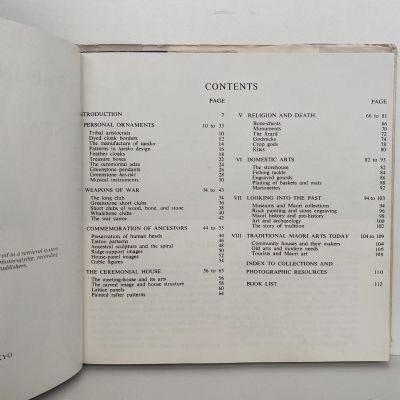 ced in a retrieval system
photocopying, recording
publishers.
KYO
CONTENTS
PAGE
INTRODUCTION 7
PERSONAL ORNAMENTS 10 to 33
Tribal aristocrats 10
Dyed cloak borders 12
The manufacture of taniko 14
Patterns in taniko design 16
Feather cloaks 20
Treasure boxes 22
The ceremonial adze 24
Greenstone pendants 26
Greenstone hei-tiki 28
Musical instruments 30
WEAPONS OF WAR 34 to 43
The long club 34
Greenstone short clubs 36
Short clubs of wood, bone, and stone 38
Whalebone clubs 40
The war canoe 42
COMMEMORATION OF ANCESTORS 44 to 55
Preservation of human heads 44
Tattoo patterns 46
Ancestral sculpture and the spiral 48
Ridge-support images 50
House-panel images 52
Gable figures 54
THE CEREMONIAL HOUSE 56 to 65
The meeting-house and its arts 56
The carved image and house structure 58
Lattice panels 60
Painted rafter patterns 64
PAGE
V RELIGION AND DEATH 66 to 81
Bone-chests 66
Monuments 70
The lizard 72
Godsticks 74
Crop gods 78
Kites 80
VI DOMESTIC ARTS 82 to 93
The storehouse 82
Fishing tackle 84
Engraved gourds 86
Plaiting of baskets and mats 88
Marionettes 92
VII LOOKING INTO THE PAST 94 to 103
Museums and Maori collections 94
Rock painting and stone engraving 96
Maori history and pre-history 98
Art and archaeology 100
The story of tradition 102
VIII TRADITIONAL MAORI ARTS TODAY 104 to 109
Community houses and their makers 104
Old arts and modern needs 106
Tourists and Maori art 108
INDEX TO COLLECTIONS AND
PHOTOGRAPHIC RESOURCES 110
BOOK LIST 112